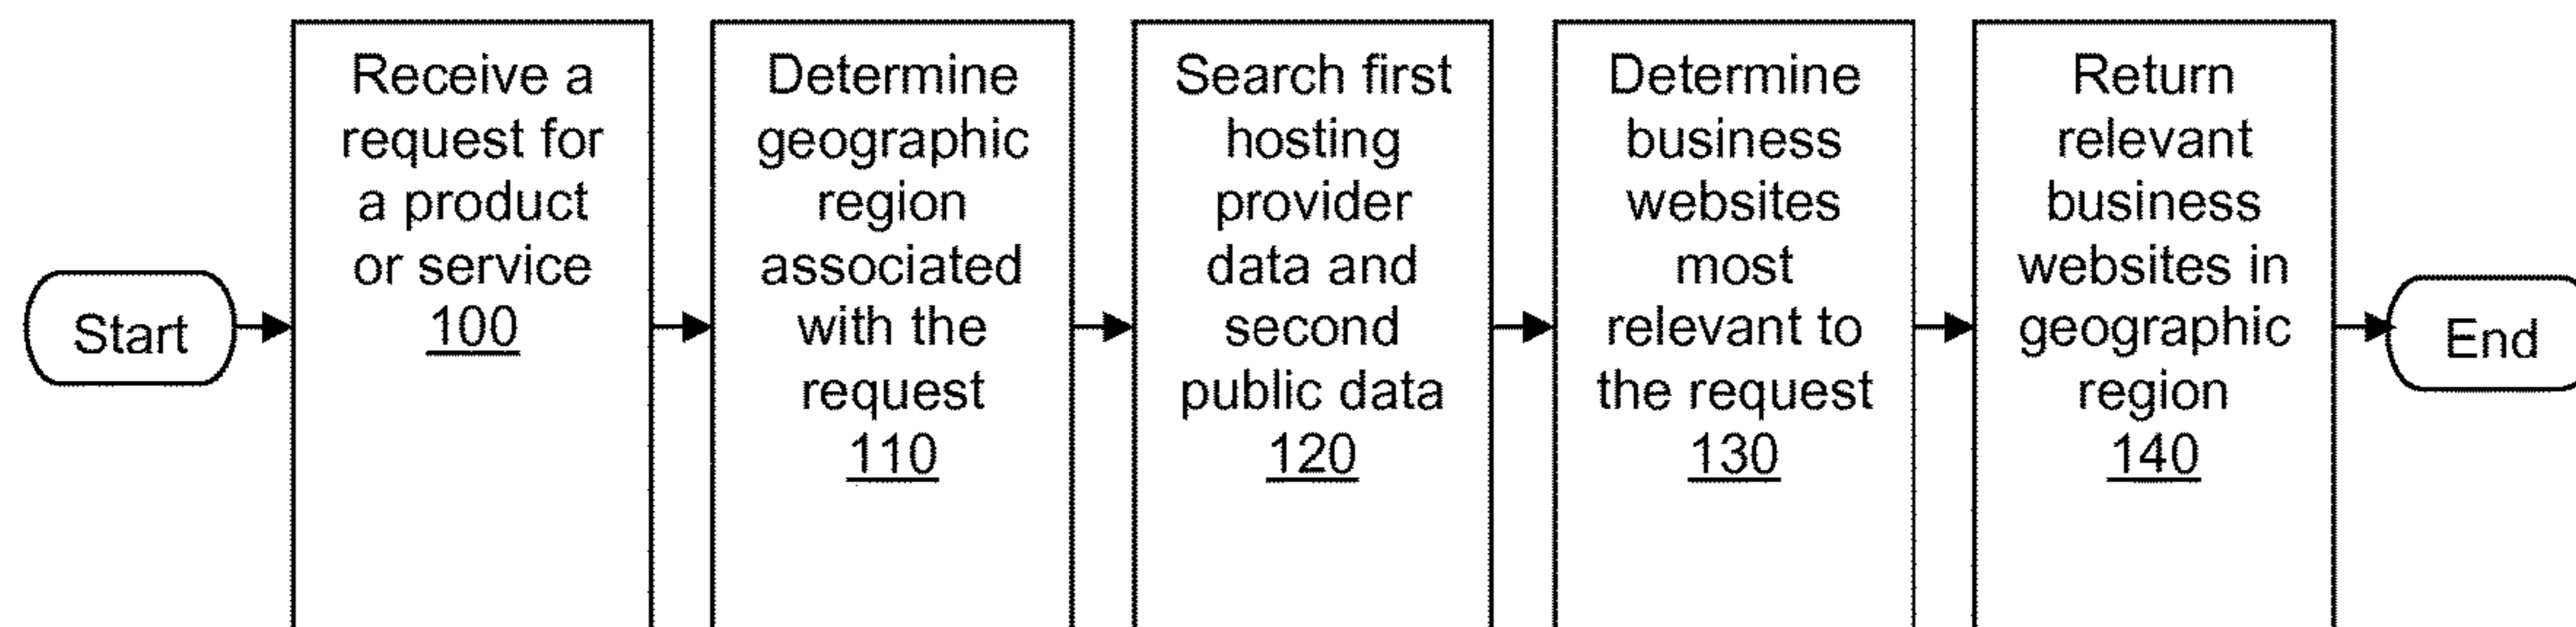 Start
Receive a
request for
a product
or service
100
Determine
geographic
region
associated
with the
request
110
Search first
hosting
provider
data and
second
public data
120
Determine
business
websites
most
relevant to
the request
130
Return
relevant
business
websites in
geographic
region
140
End